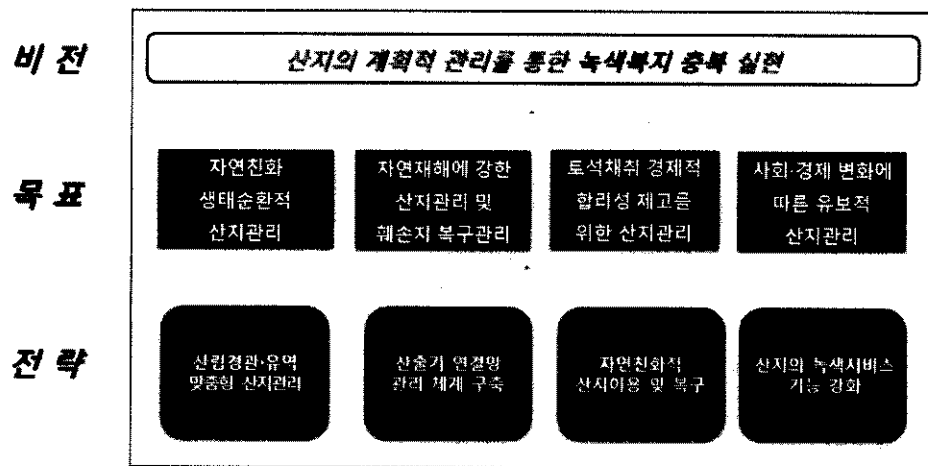 비 전
산지의 계획적 관리를 통한 녹색복지 충북 실현
목 표
자연친화
생태순환적
산지관리
자연재해에 강한
산지관리 및
훼손지 복구관리
토석채취 경제적
합리성 제고를
위한 산지관리
사회·경제 변화에
따른 유보적
산지관리
전 략
산림경관·유역
맞춤형 산지관리
산줄기 연결망
관리 체계 구축
자연친화적
산지이용 및 복구
산지의 녹색서비스
기능 강화